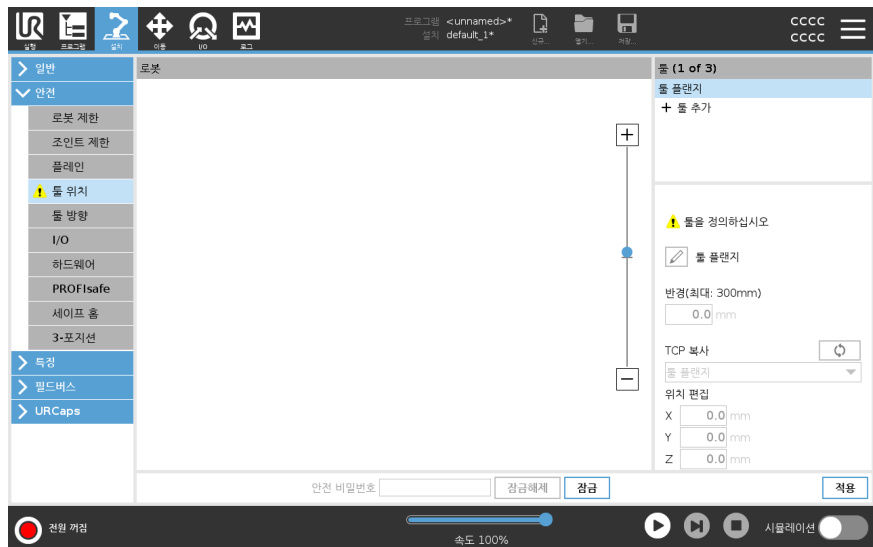 UR
실행
프로그램
설치
이동
I/O
로그
프로그램 <unnamed>*
설치 default_1*
신규...
열기...
저장...
cccc
cccc
일반
안전
로봇 제한
조인트 제한
플레인
툴 위치
툴 방향
I/O
하드웨어
PROFIsafe
세이프 홈
3-포지션
특징
필드버스
URCaps
로봇
툴 (1 of 3)
툴 플랜지
+ 툴 추가
툴을 정의하십시오
툴 플랜지
반경(최대: 300mm)
0.0 mm
TCP 복사
툴 플랜지
위치 편집
X 0.0 mm
Y 0.0 mm
Z 0.0 mm
안전 비밀번호
잠금해제
잠금
적용
전원 꺼짐
속도 100%
시뮬레이션